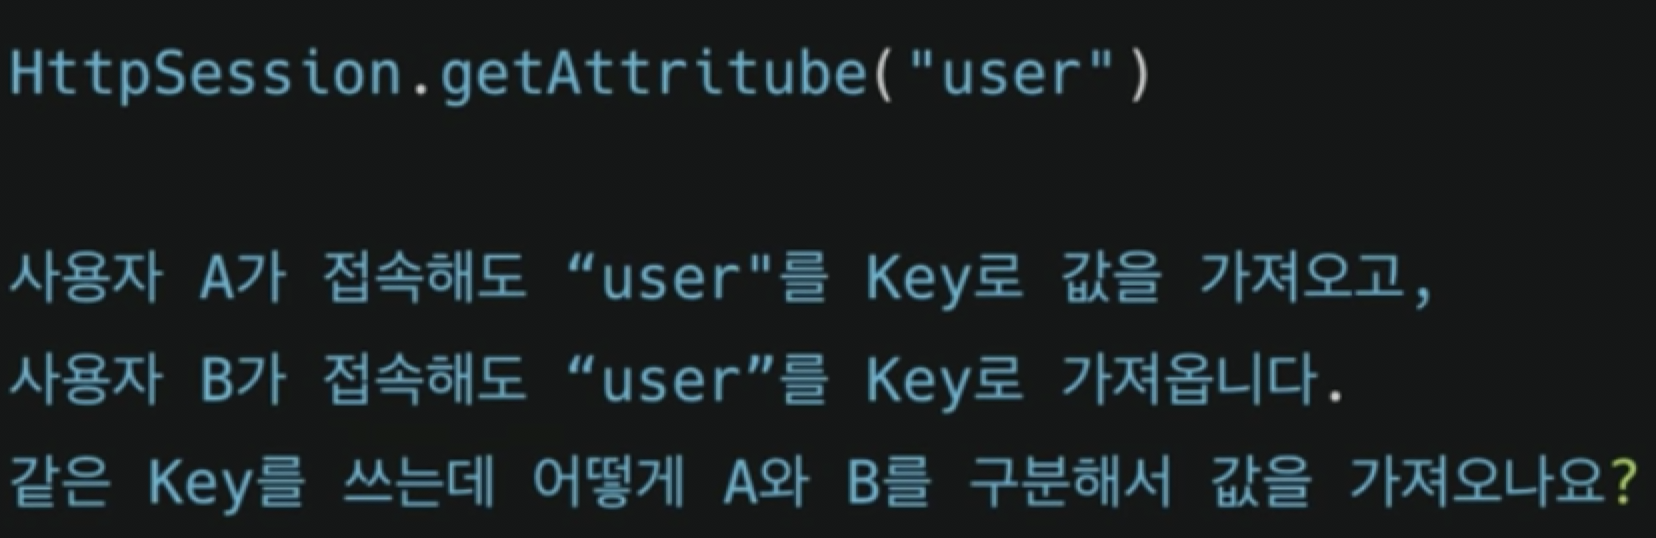 HttpSession.getAttritube("user")
사용자 A가 접속해도 “user"를 Key로 값을 가져오고,
사용자 B가 접속해도 “user”를 Key로 가져옵니다.
같은 Key를 쓰는데 어떻게 A와 B를 구분해서 값을 가져오나요?